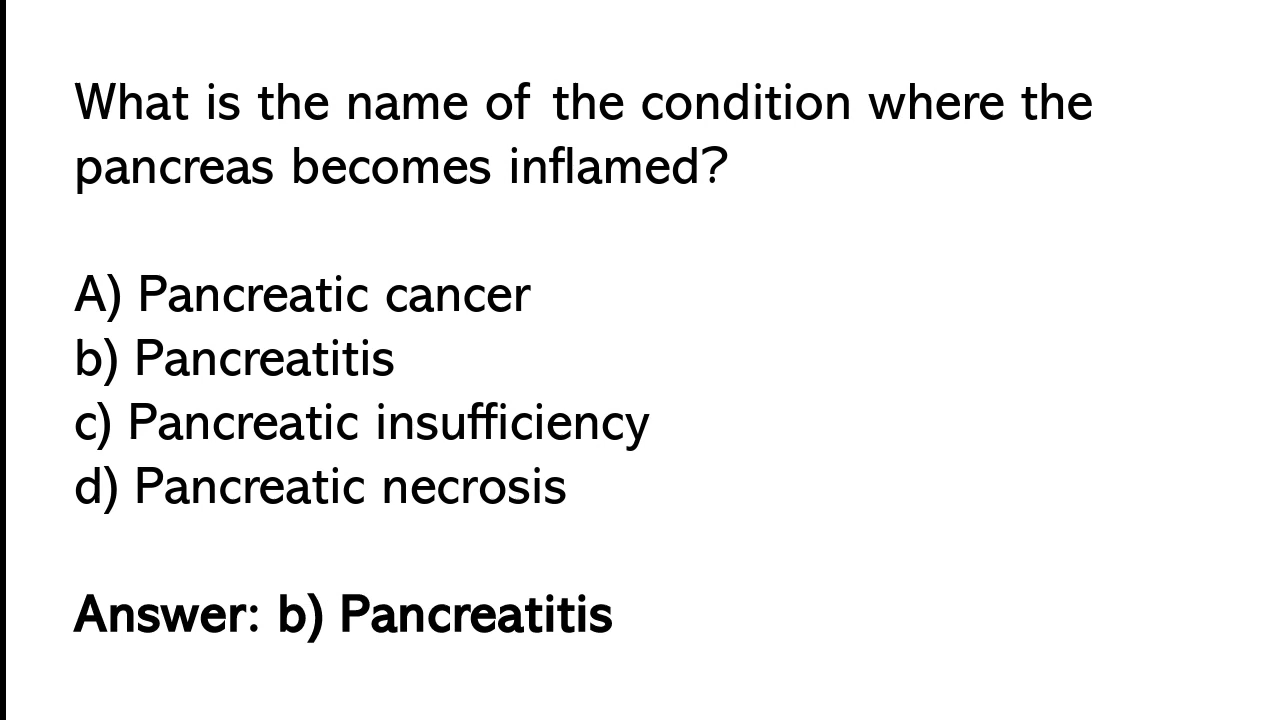 What is the name of the condition where the
pancreas becomes inflamed?
A) Pancreatic cancer
b) Pancreatitis
c) Pancreatic insufficiency
d) Pancreatic necrosis
Answer: b) Pancreatitis